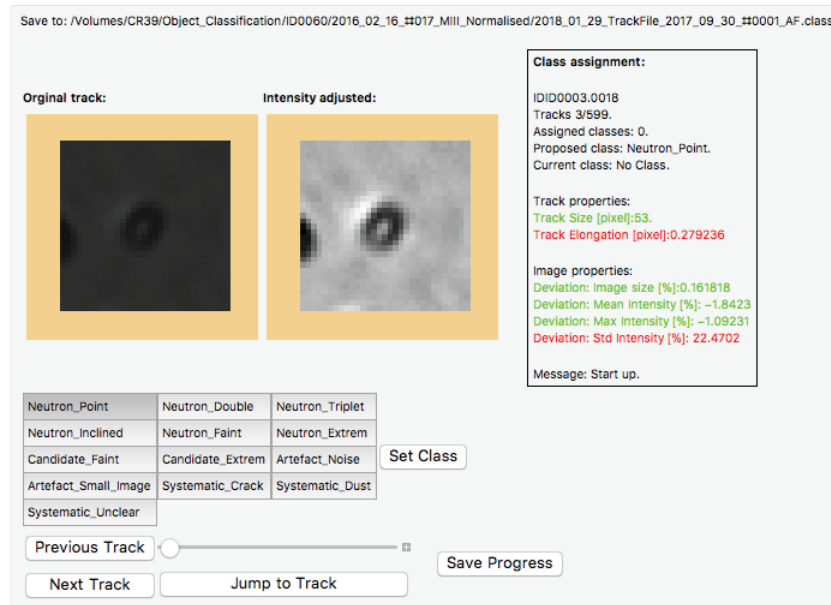 Save to: /Volumes/CR39/Object_Classification/ID0060/2016_02_16_#017_MIII_Normalised/2018_01_29_TrackFile_2017_09_30_#0001_AF.class
Orginal track:
Intensity adjusted:
Class assignment:
IDID0003.0018
Tracks 3/599.
Assigned classes: 0.
Proposed class: Neutron_Point.
Current class: No Class.
Track properties:
Track Size [pixel]:53.
Track Elongation [pixel]:0.279236
Image properties:
Deviation: Image size [%]:0.161818
Deviation: Mean Intensity [%]: −1.8423
Deviation: Max Intensity [%]: −1.09231
Deviation: Std Intensity [%]: 22.4702
Message: Start up.
Neutron_Point Neutron_Double Neutron_Triplet
Neutron_Inclined Neutron_Faint Neutron_Extrem
Candidate_Faint Candidate_Extrem Artefact_Noise
Set Class
Artefact_Small_Image Systematic_Crack Systematic_Dust
Systematic_Unclear
Previous Track
Save Progress
Next Track Jump to Track